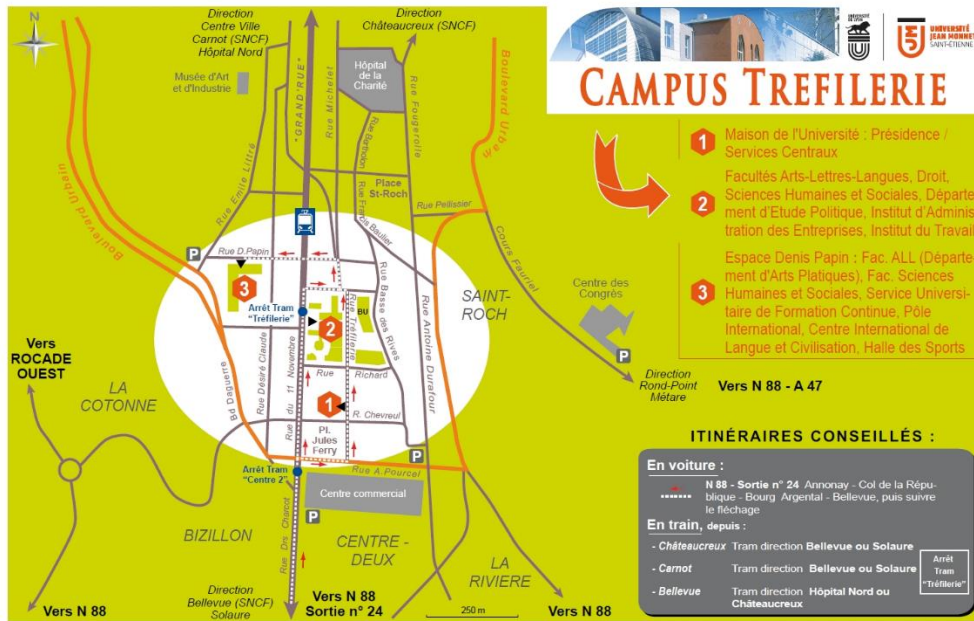 Direction
Centre Ville
Carnot (SNCF)
Hôpital Nord
Direction
Châteaucreux (SNCF)
Musée d'Art
et d'Industrie
"GRAND'RUE"
Rue Michelet
Hôpital
de la
Charité
Rue Fougerolle
Boulevard Urbain
Rue Barthelon
Place
St-Roch
Rue Emile Littré
Boulevard Urbain
Rue Francis Baulier
Rue Pellissier
Cours Fauriel
P
Rue D.Papin
3
Arrêt Tram
"Tréfilerie"
2
BU
Rue Tréfilerie
Rue Basse des Rives
Rue Antoine Durafour
SAINT-
ROCH
Centre des
Congrès
P
Vers
ROCADE
OUEST
LA
COTONNE
Bd Daguerre
Rue Désiré Claude
Rue du 11 Novembre
Rue Richard
1
R. Chevreul
Pl.
Jules
Ferry
P
Direction
Rond-Point
Métare
Vers N 88 - A 47
Arrêt Tram
"Centre 2"
Rue A.Pourcel
Centre commercial
P
Rue Drs Charcot
BIZILLON
CENTRE -
DEUX
LA
RIVIERE
Vers N 88
Direction
Bellevue (SNCF)
Solaure
Vers N 88
Sortie n° 24
250 m
Vers N 88
UNIVERSITÉ
DE LYON
UNIVERSITÉ
JEAN MONNET
SAINT-ÉTIENNE
CAMPUS TREFILERIE
1
Maison de l'Université : Présidence /
Services Centraux
2
Facultés Arts-Lettres-Langues, Droit,
Sciences Humaines et Sociales, Départe-
ment d'Etude Politique, Institut d'Adminis-
tration des Entreprises, Institut du Travail
3
Espace Denis Papin : Fac. ALL (Départe-
ment d'Arts Platiques), Fac. Sciences
Humaines et Sociales, Service Universi-
taire de Formation Continue, Pôle
International, Centre International de
Langue et Civilisation, Halle des Sports
ITINÉRAIRES CONSEILLÉS :
En voiture :
N 88 - Sortie n° 24 Annonay - Col de la Répu-
blique - Bourg Argental - Bellevue, puis suivre
le fléchage
En train, depuis :
- Châteaucreux Tram direction Bellevue ou Solaure
- Carnot Tram direction Bellevue ou Solaure
- Bellevue Tram direction Hôpital Nord ou
Châteaucreux
Arrêt
Tram
"Tréfilerie"